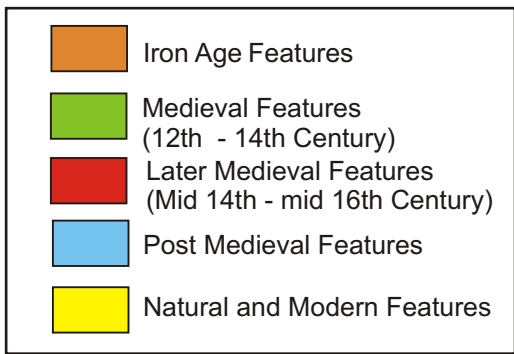 Iron Age Features
Medieval Features
(12th - 14th Century)
Later Medieval Features
(Mid 14th - mid 16th Century)
Post Medieval Features
Natural and Modern Features